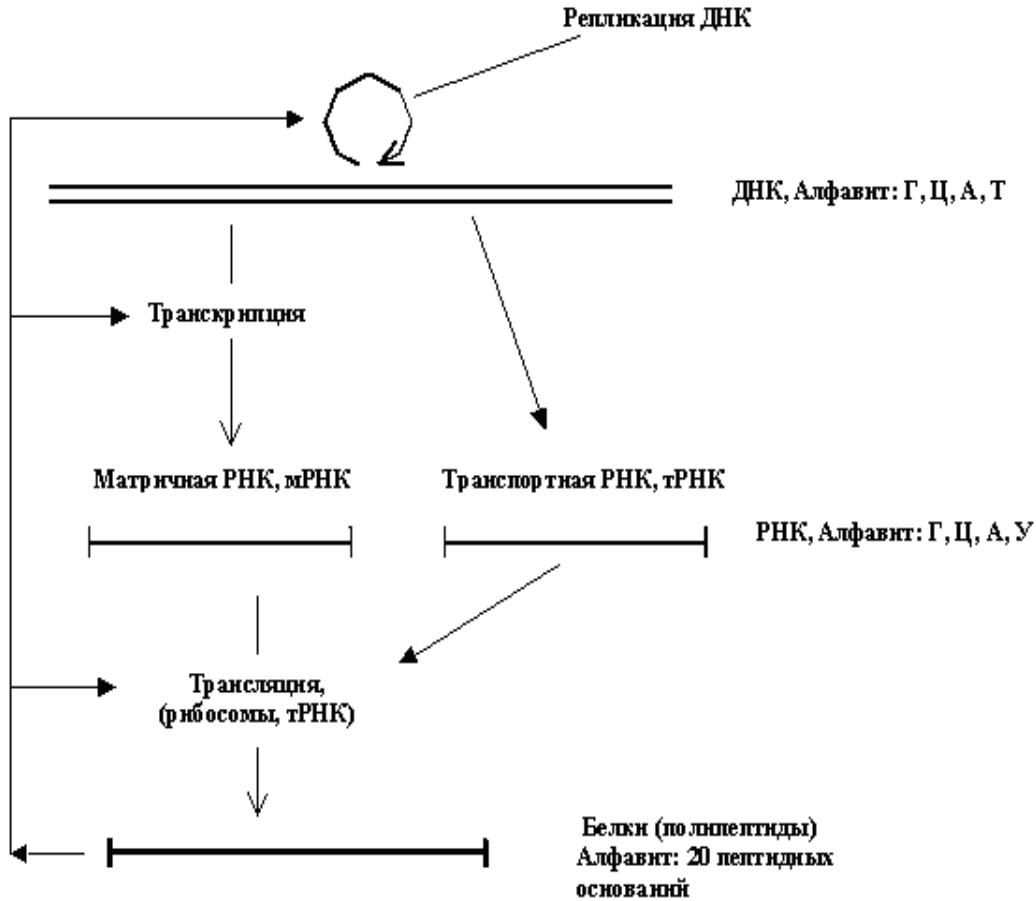 Репликация ДНК
ДНК, Алфавит: Г, Ц, А, Т
Транскрипция
Матричная РНК, мРНК
Транспортная РНК, тРНК
РНК, Алфавит: Г, Ц, А, У
Трансляция,
(рибосомы, тРНК)
Белки (полипептиды)
Алфавит: 20 пептидных
оснований